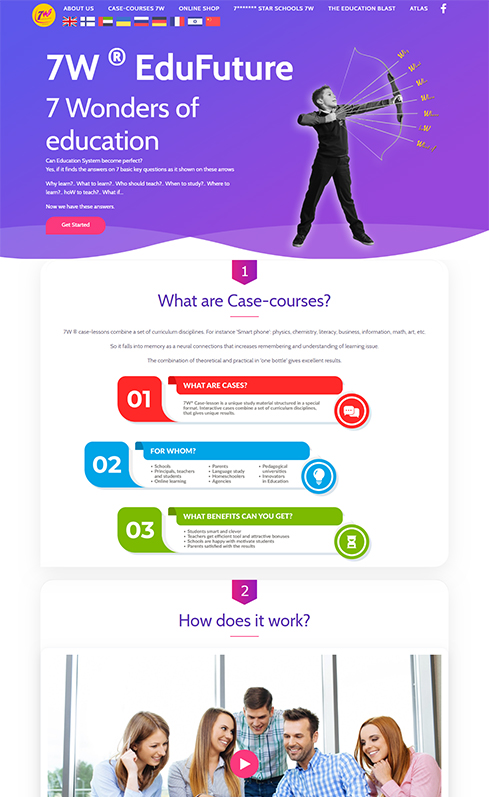 7W
ABOUT US
CASE-COURSES 7W
ONLINE SHOP
7******* STAR SCHOOLS 7W
THE EDUCATION BLAST
ATLAS
f
7W ® EduFuture
7 Wonders of
education
Can Education System become perfect?
Yes, if it finds the answers on 7 basic key questions as it shown on these arrows
Why learn?.. What to learn?.. Who should teach?.. When to study?.. Where to
learn?.. hoW to teach?.. What if...
Now we have these answers.
Get Started
1
What are Case-courses?
7W ® case-lessons combine a set of curriculum disciplines. For instance 'Smart phone': physics, chemistry, literacy, business, information, math, art, etc.
So it falls into memory as a neural connections that increases remembering and understanding of learning issue.
The combination of theoretical and practical in 'one bottle' gives excellent results.
01
WHAT ARE CASES?
7W® Case-lesson is a unique study material structured in a special
format. Interactive cases combine a set of curriculum disciplines,
that gives unique results.
02
FOR WHOM?
• Schools
• Principals, teachers
and students
• Online learning
• Parents
• Language study
• Homeschoolers
• Agencies
• Pedagogical
universities
• Innovators
in Education
03
WHAT BENEFITS CAN YOU GET?
• Students smart and clever
• Teachers get efficient tool and attractive bonuses
• Schools are happy with motivate students
• Parents satisfied with the results
2
How does it work?